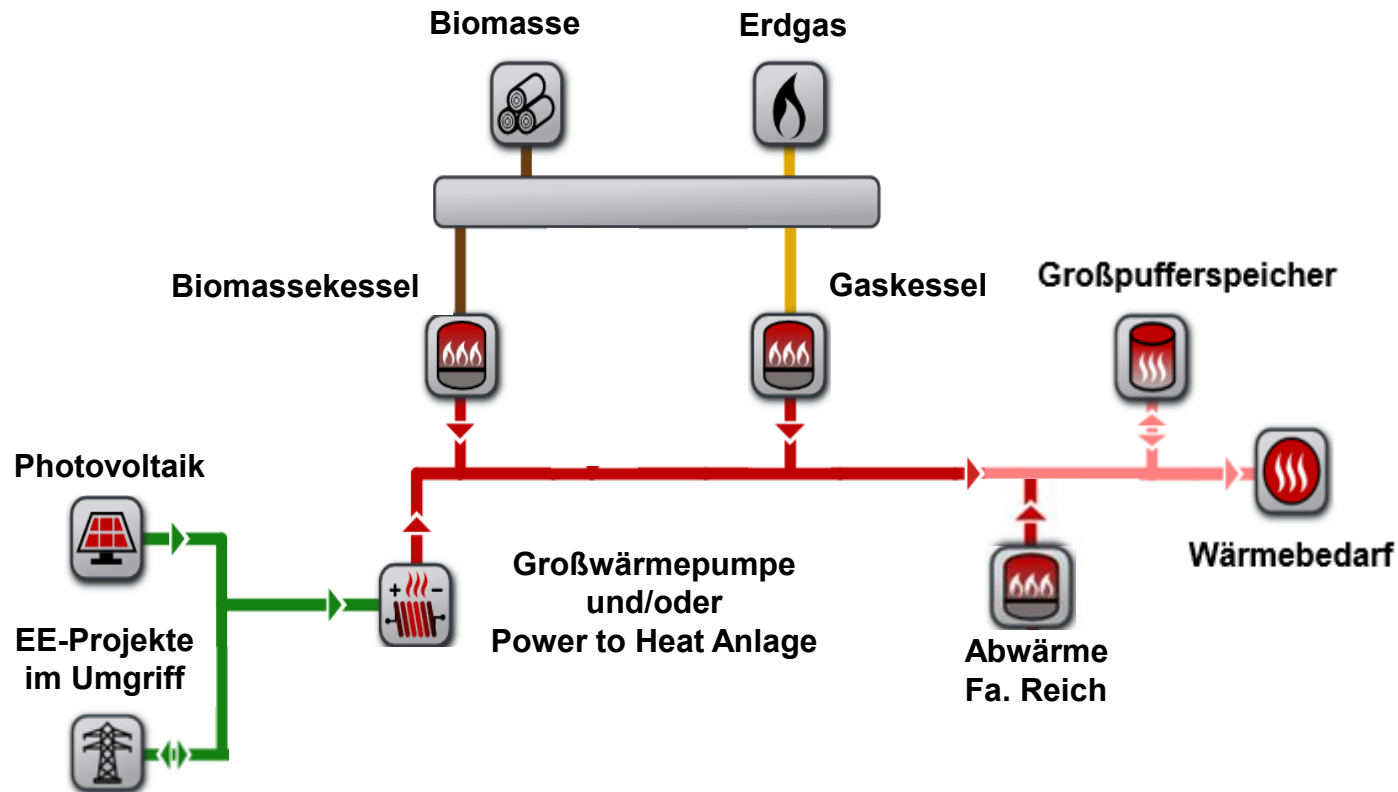 Biomasse
Erdgas
Biomassekessel
Gaskessel
Großpufferspeicher
Photovoltaik
Großwärmepumpe
und/oder
Power to Heat Anlage
Wärmebedarf
EE-Projekte
im Umgriff
Abwärme
Fa. Reich